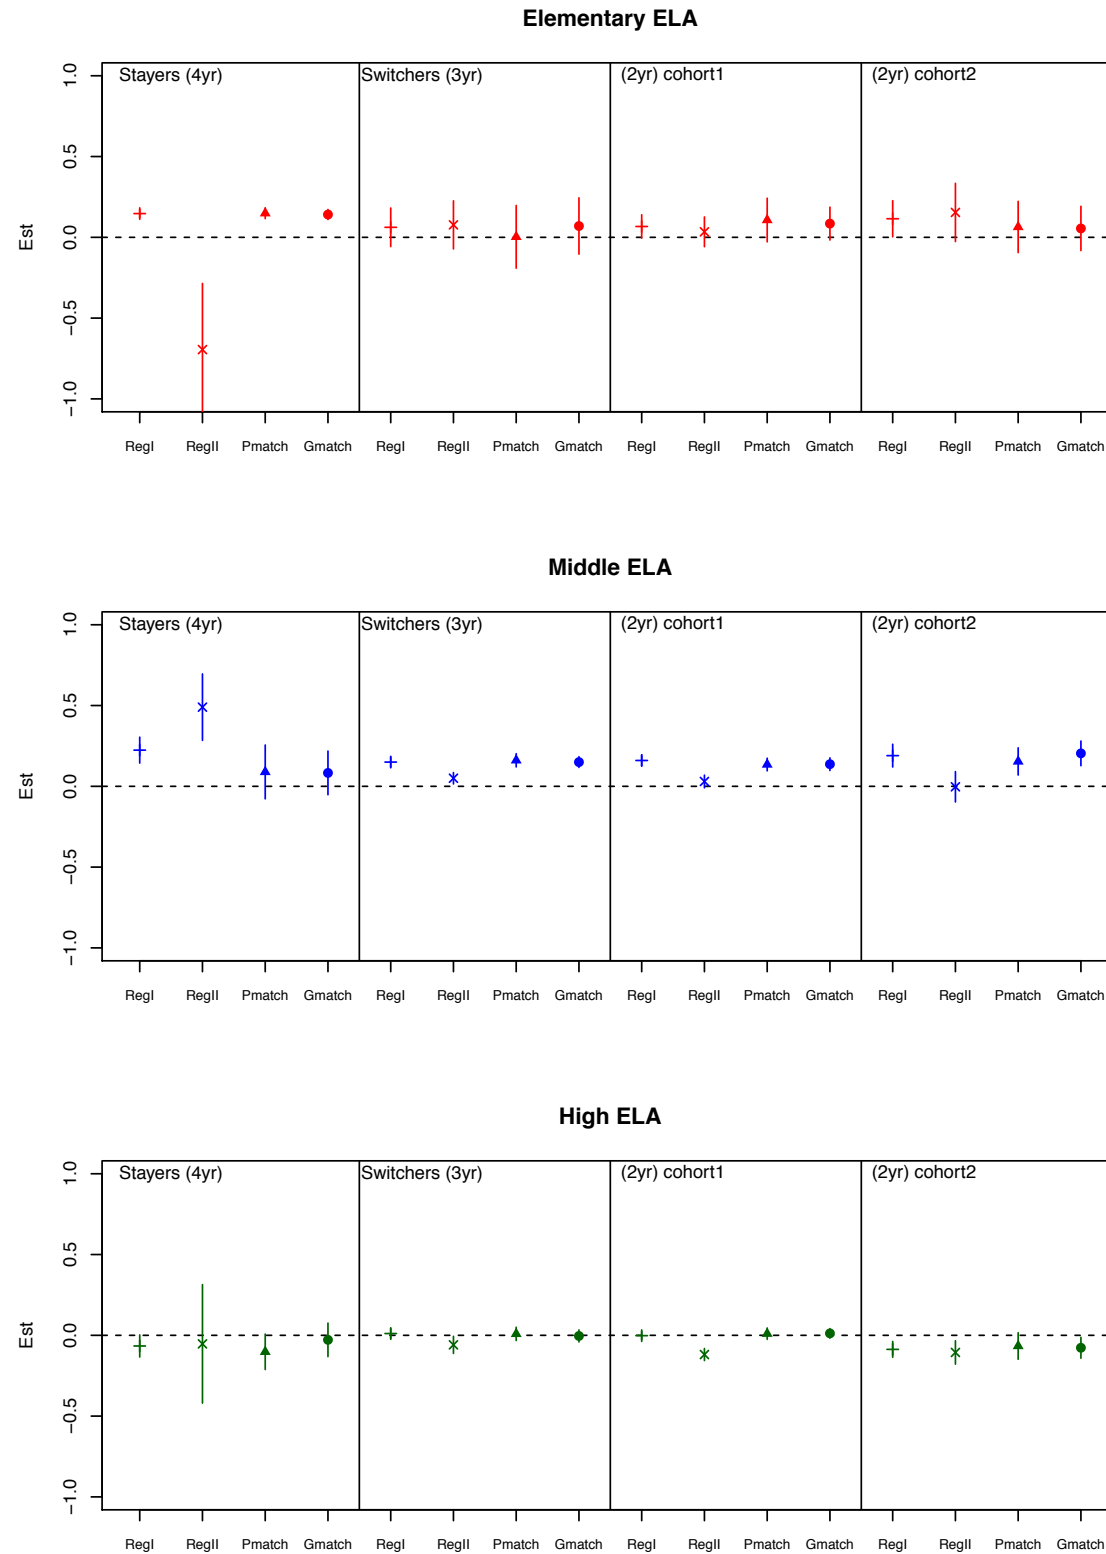 Elementary ELA
Stayers (4yr) Switchers (3yr) (2yr) cohort1 (2yr) cohort2
1.0
0.5
0.0
−0.5
−1.0
Est
RegI RegII Pmatch Gmatch RegI RegII Pmatch Gmatch RegI RegII Pmatch Gmatch RegI RegII Pmatch Gmatch
Middle ELA
Stayers (4yr) Switchers (3yr) (2yr) cohort1 (2yr) cohort2
1.0
0.5
0.0
−0.5
−1.0
Est
RegI RegII Pmatch Gmatch RegI RegII Pmatch Gmatch RegI RegII Pmatch Gmatch RegI RegII Pmatch Gmatch
High ELA
Stayers (4yr) Switchers (3yr) (2yr) cohort1 (2yr) cohort2
1.0
0.5
0.0
−0.5
−1.0
Est
RegI RegII Pmatch Gmatch RegI RegII Pmatch Gmatch RegI RegII Pmatch Gmatch RegI RegII Pmatch Gmatch